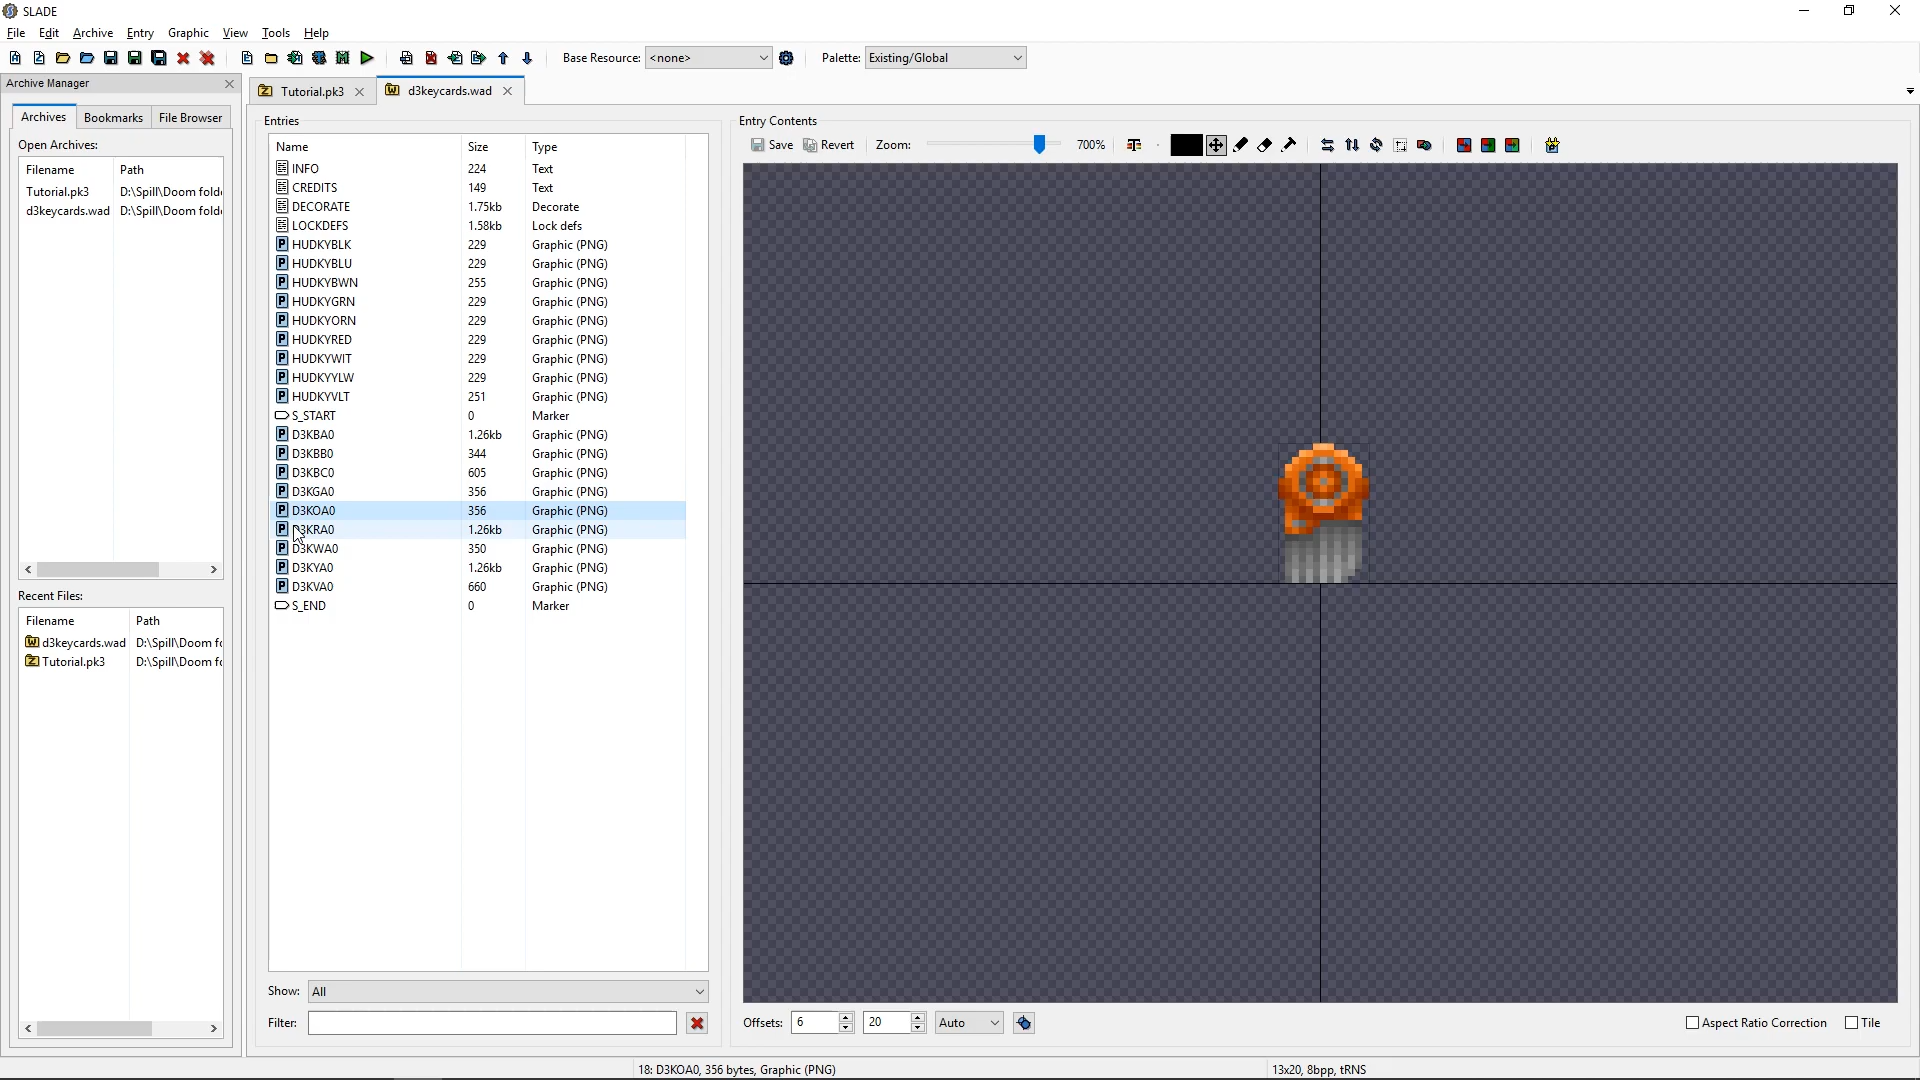 SLADE
File Edit Archive Entry Graphic View Tools Help
Base Resource: <none> Palette: Existing/Global
Archive Manager
Tutorial.pk3 d3keycards.wad
Archives Bookmarks File Browser
Open Archives:
Filename Path
Tutorial.pk3 D:\Spill\Doom fold
d3keycards.wad D:\Spill\Doom fold
Recent Files:
Filename Path
d3keycards.wad D:\Spill\Doom f
Tutorial.pk3 D:\Spill\Doom f
Entries
Name Size Type
INFO 224 Text
CREDITS 149 Text
DECORATE 1.75kb Decorate
LOCKDEFS 1.58kb Lock defs
HUDKYBLK 229 Graphic (PNG)
HUDKYBLU 229 Graphic (PNG)
HUDKYBWN 255 Graphic (PNG)
HUDKYGRN 229 Graphic (PNG)
HUDKYORN 229 Graphic (PNG)
HUDKYRED 229 Graphic (PNG)
HUDKYWIT 229 Graphic (PNG)
HUDKYYLW 229 Graphic (PNG)
HUDKYVLT 251 Graphic (PNG)
S_START 0 Marker
D3KBA0 1.26kb Graphic (PNG)
D3KBB0 344 Graphic (PNG)
D3KBC0 605 Graphic (PNG)
D3KGA0 356 Graphic (PNG)
D3KOA0 356 Graphic (PNG)
D3KRA0 1.26kb Graphic (PNG)
D3KWA0 350 Graphic (PNG)
D3KYA0 1.26kb Graphic (PNG)
D3KVA0 660 Graphic (PNG)
S_END 0 Marker
Show: All
Filter:
Entry Contents
Save Revert Zoom: 700%
Offsets: 6 20 Auto Aspect Ratio Correction Tile
18: D3KOA0, 356 bytes, Graphic (PNG) 13x20, 8bpp, tRNS